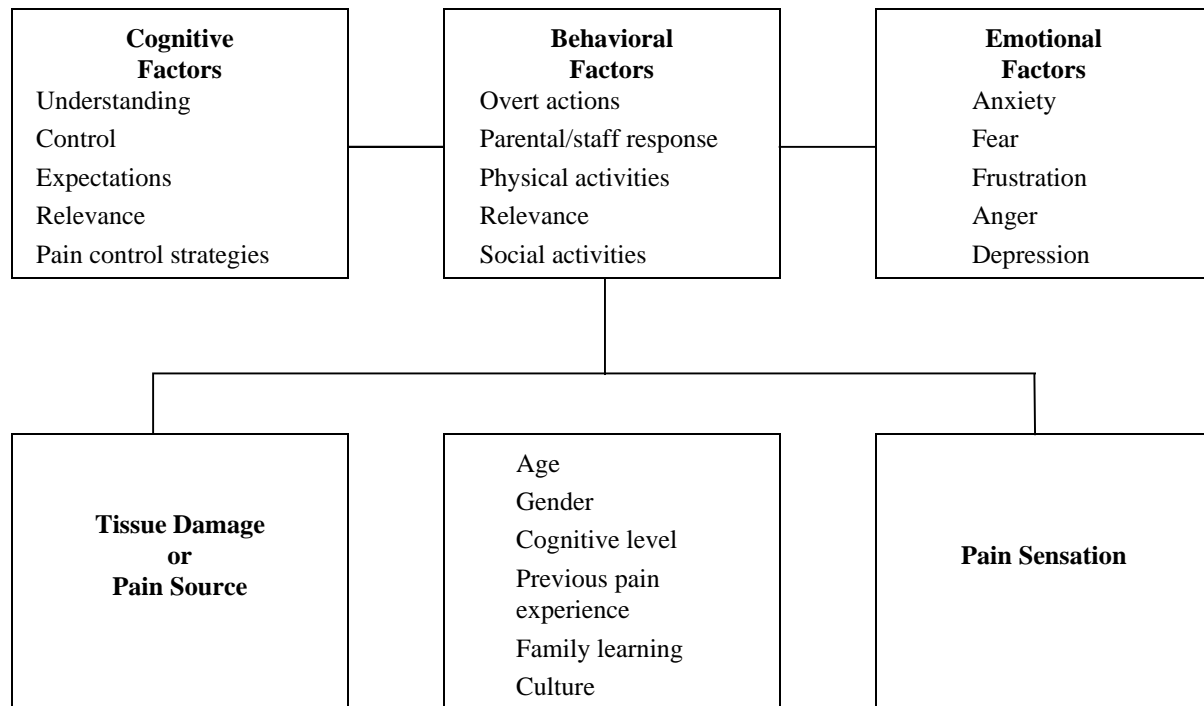 Cognitive
Factors
Understanding
Control
Expectations
Relevance
Pain control strategies
Behavioral
Factors
Overt actions
Parental/staff response
Physical activities
Relevance
Social activities
Emotional
Factors
Anxiety
Fear
Frustration
Anger
Depression
Tissue Damage
or
Pain Source
Age
Gender
Cognitive level
Previous pain
experience
Family learning
Culture
Pain Sensation